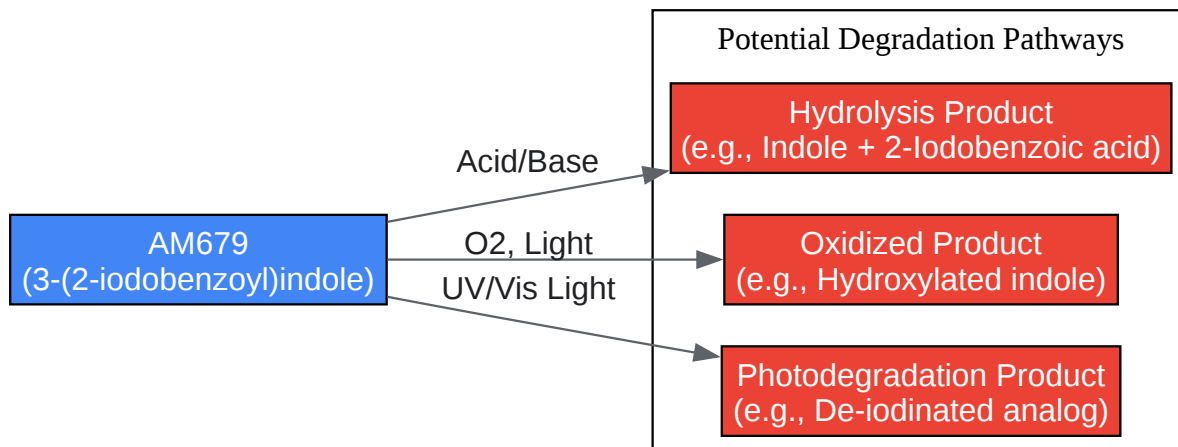 Potential Degradation Pathways
Hydrolysis Product
(e.g., Indole + 2-Iodobenzoic acid)
Acid/Base
AM679
(3-(2-iodobenzoyl)indole)
O2, Light
Oxidized Product
(e.g., Hydroxylated indole)
UV/Vis Light
Photodegradation Product
(e.g., De-iodinated analog)